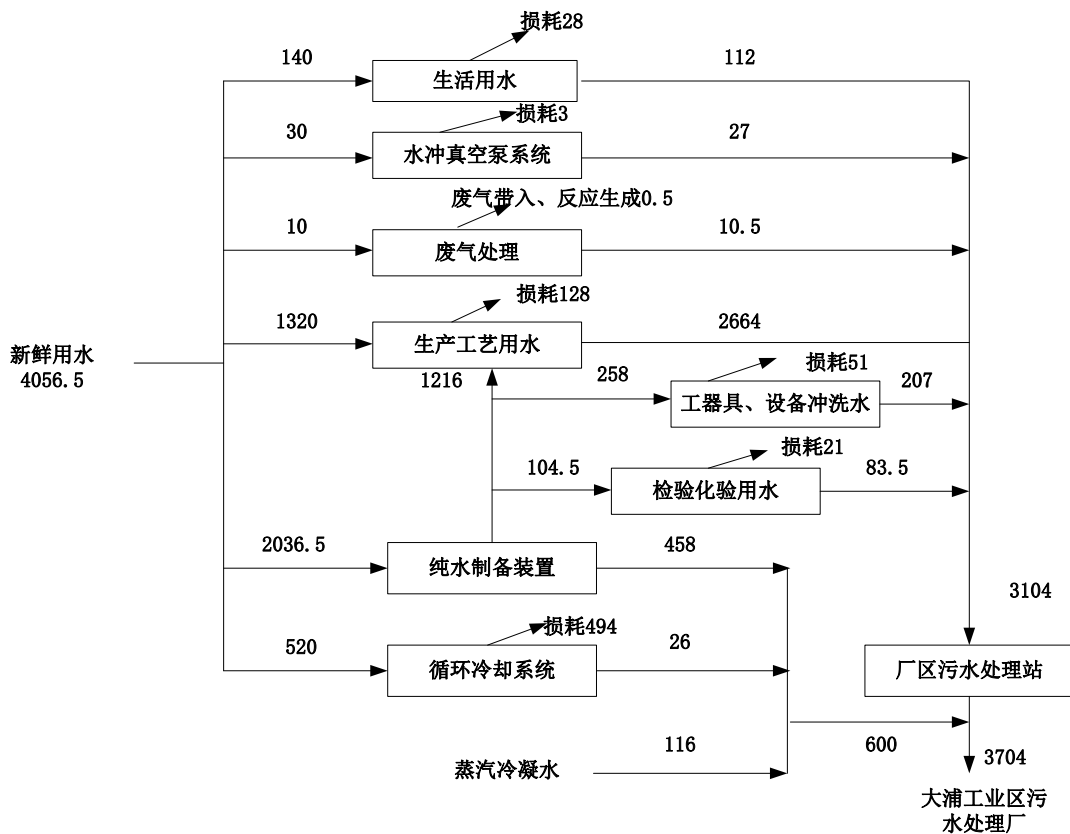 损耗28
140
生活用水
112
损耗3
30
水冲真空泵系统
27
废气带入、反应生成0.5
10
废气处理
10.5
损耗128
1320
生产工艺用水
2664
新鲜用水
4056.5
1216
258
损耗51
工器具、设备冲洗水
207
损耗21
104.5
检验化验用水
83.5
2036.5
纯水制备装置
458
3104
损耗494
520
循环冷却系统
26
厂区污水处理站
116
蒸汽冷凝水
600
3704
大浦工业区污
水处理厂